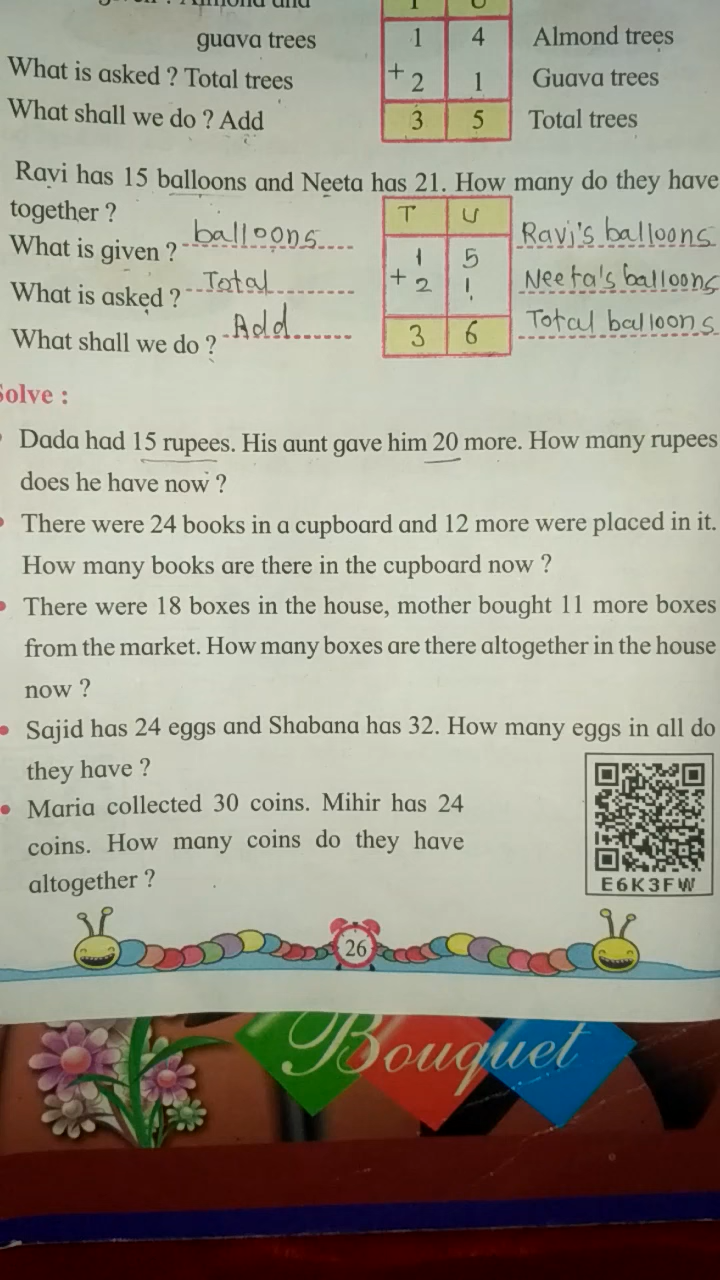 guava trees
What is asked ? Total trees
What shall we do ? Add
1 4 Almond trees
+ 2 1 Guava trees
3 5 Total trees
Ravi has 15 balloons and Neeta has 21. How many do they have
together ?
What is given ? balloons
What is asked ? Total
What shall we do ? Add
T U
1 5 Ravi's balloons
+ 2 1 Neeta's balloons
3 6 Total balloons
Solve :
Dada had 15 rupees. His aunt gave him 20 more. How many rupees
does he have now ?
There were 24 books in a cupboard and 12 more were placed in it.
How many books are there in the cupboard now ?
There were 18 boxes in the house, mother bought 11 more boxes
from the market. How many boxes are there altogether in the house
now ?
Sajid has 24 eggs and Shabana has 32. How many eggs in all do
they have ?
Maria collected 30 coins. Mihir has 24
coins. How many coins do they have
altogether ?
E6K3FW
26
Bouquet